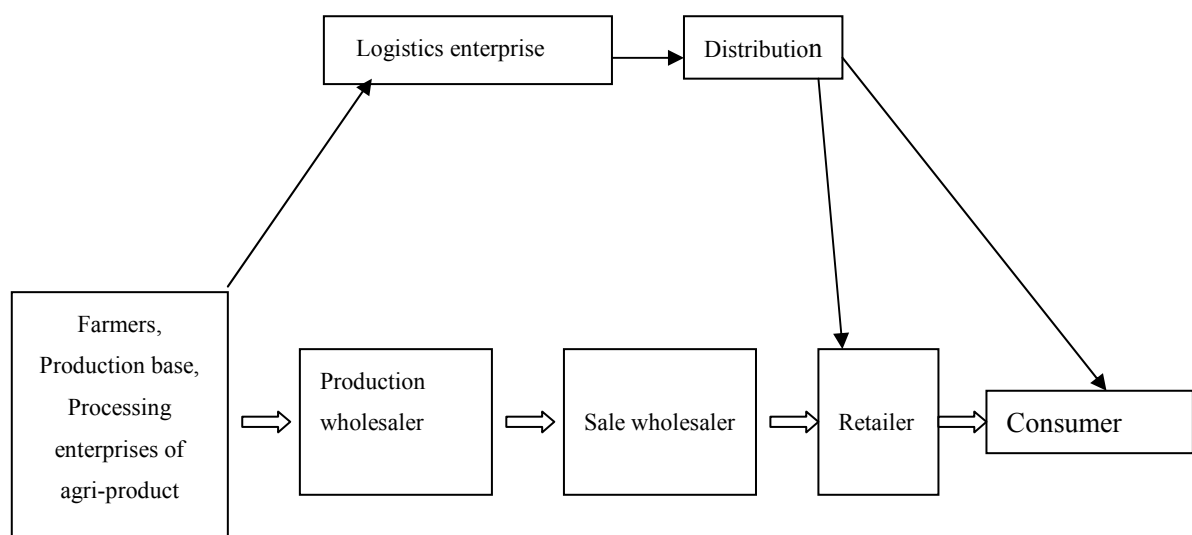 Logistics enterprise
Distribution
Farmers,
Production base,
Processing
enterprises of
agri-product
Production
wholesaler
Sale wholesaler
Retailer
Consumer